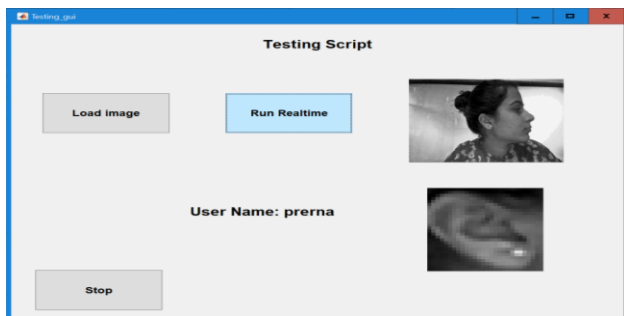 Testing_gui
Testing Script
Load image
Run Realtime
User Name: prerna
Stop